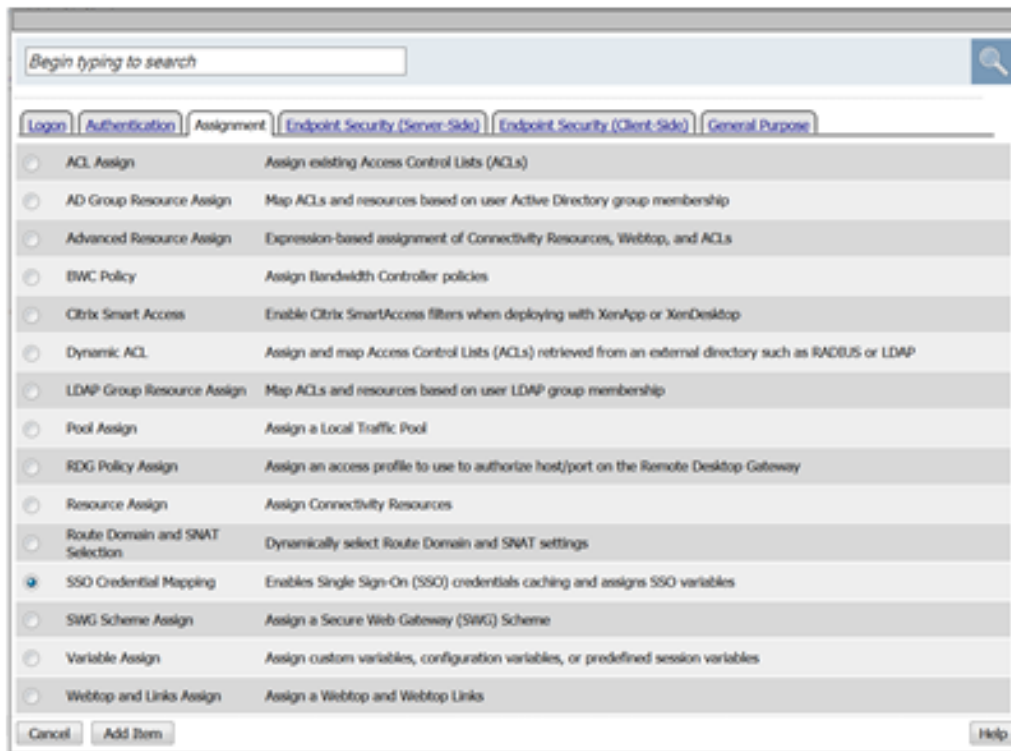 Begin typing to search
Logon Authentication Assignment Endpoint Security (Server-Side) Endpoint Security (Client-Side) General Purpose
ACL Assign Assign existing Access Control Lists (ACLs)
AD Group Resource Assign Map ACLs and resources based on user Active Directory group membership
Advanced Resource Assign Expression-based assignment of Connectivity Resources, Webtop, and ACLs
BWC Policy Assign Bandwidth Controller policies
Citrix Smart Access Enable Citrix SmartAccess filters when deploying with XenApp or XenDesktop
Dynamic ACL Assign and map Access Control Lists (ACLs) retrieved from an external directory such as RADIUS or LDAP
LDAP Group Resource Assign Map ACLs and resources based on user LDAP group membership
Pool Assign Assign a Local Traffic Pool
RDG Policy Assign Assign an access profile to use to authorize host/port on the Remote Desktop Gateway
Resource Assign Assign Connectivity Resources
Route Domain and SNAT
Selection Dynamically select Route Domain and SNAT settings
SSO Credential Mapping Enables Single Sign-On (SSO) credentials caching and assigns SSO variables
SWG Scheme Assign Assign a Secure Web Gateway (SWG) Scheme
Variable Assign Assign custom variables, configuration variables, or predefined session variables
Webtop and Links Assign Assign a Webtop and Webtop Links
Cancel Add Item Help